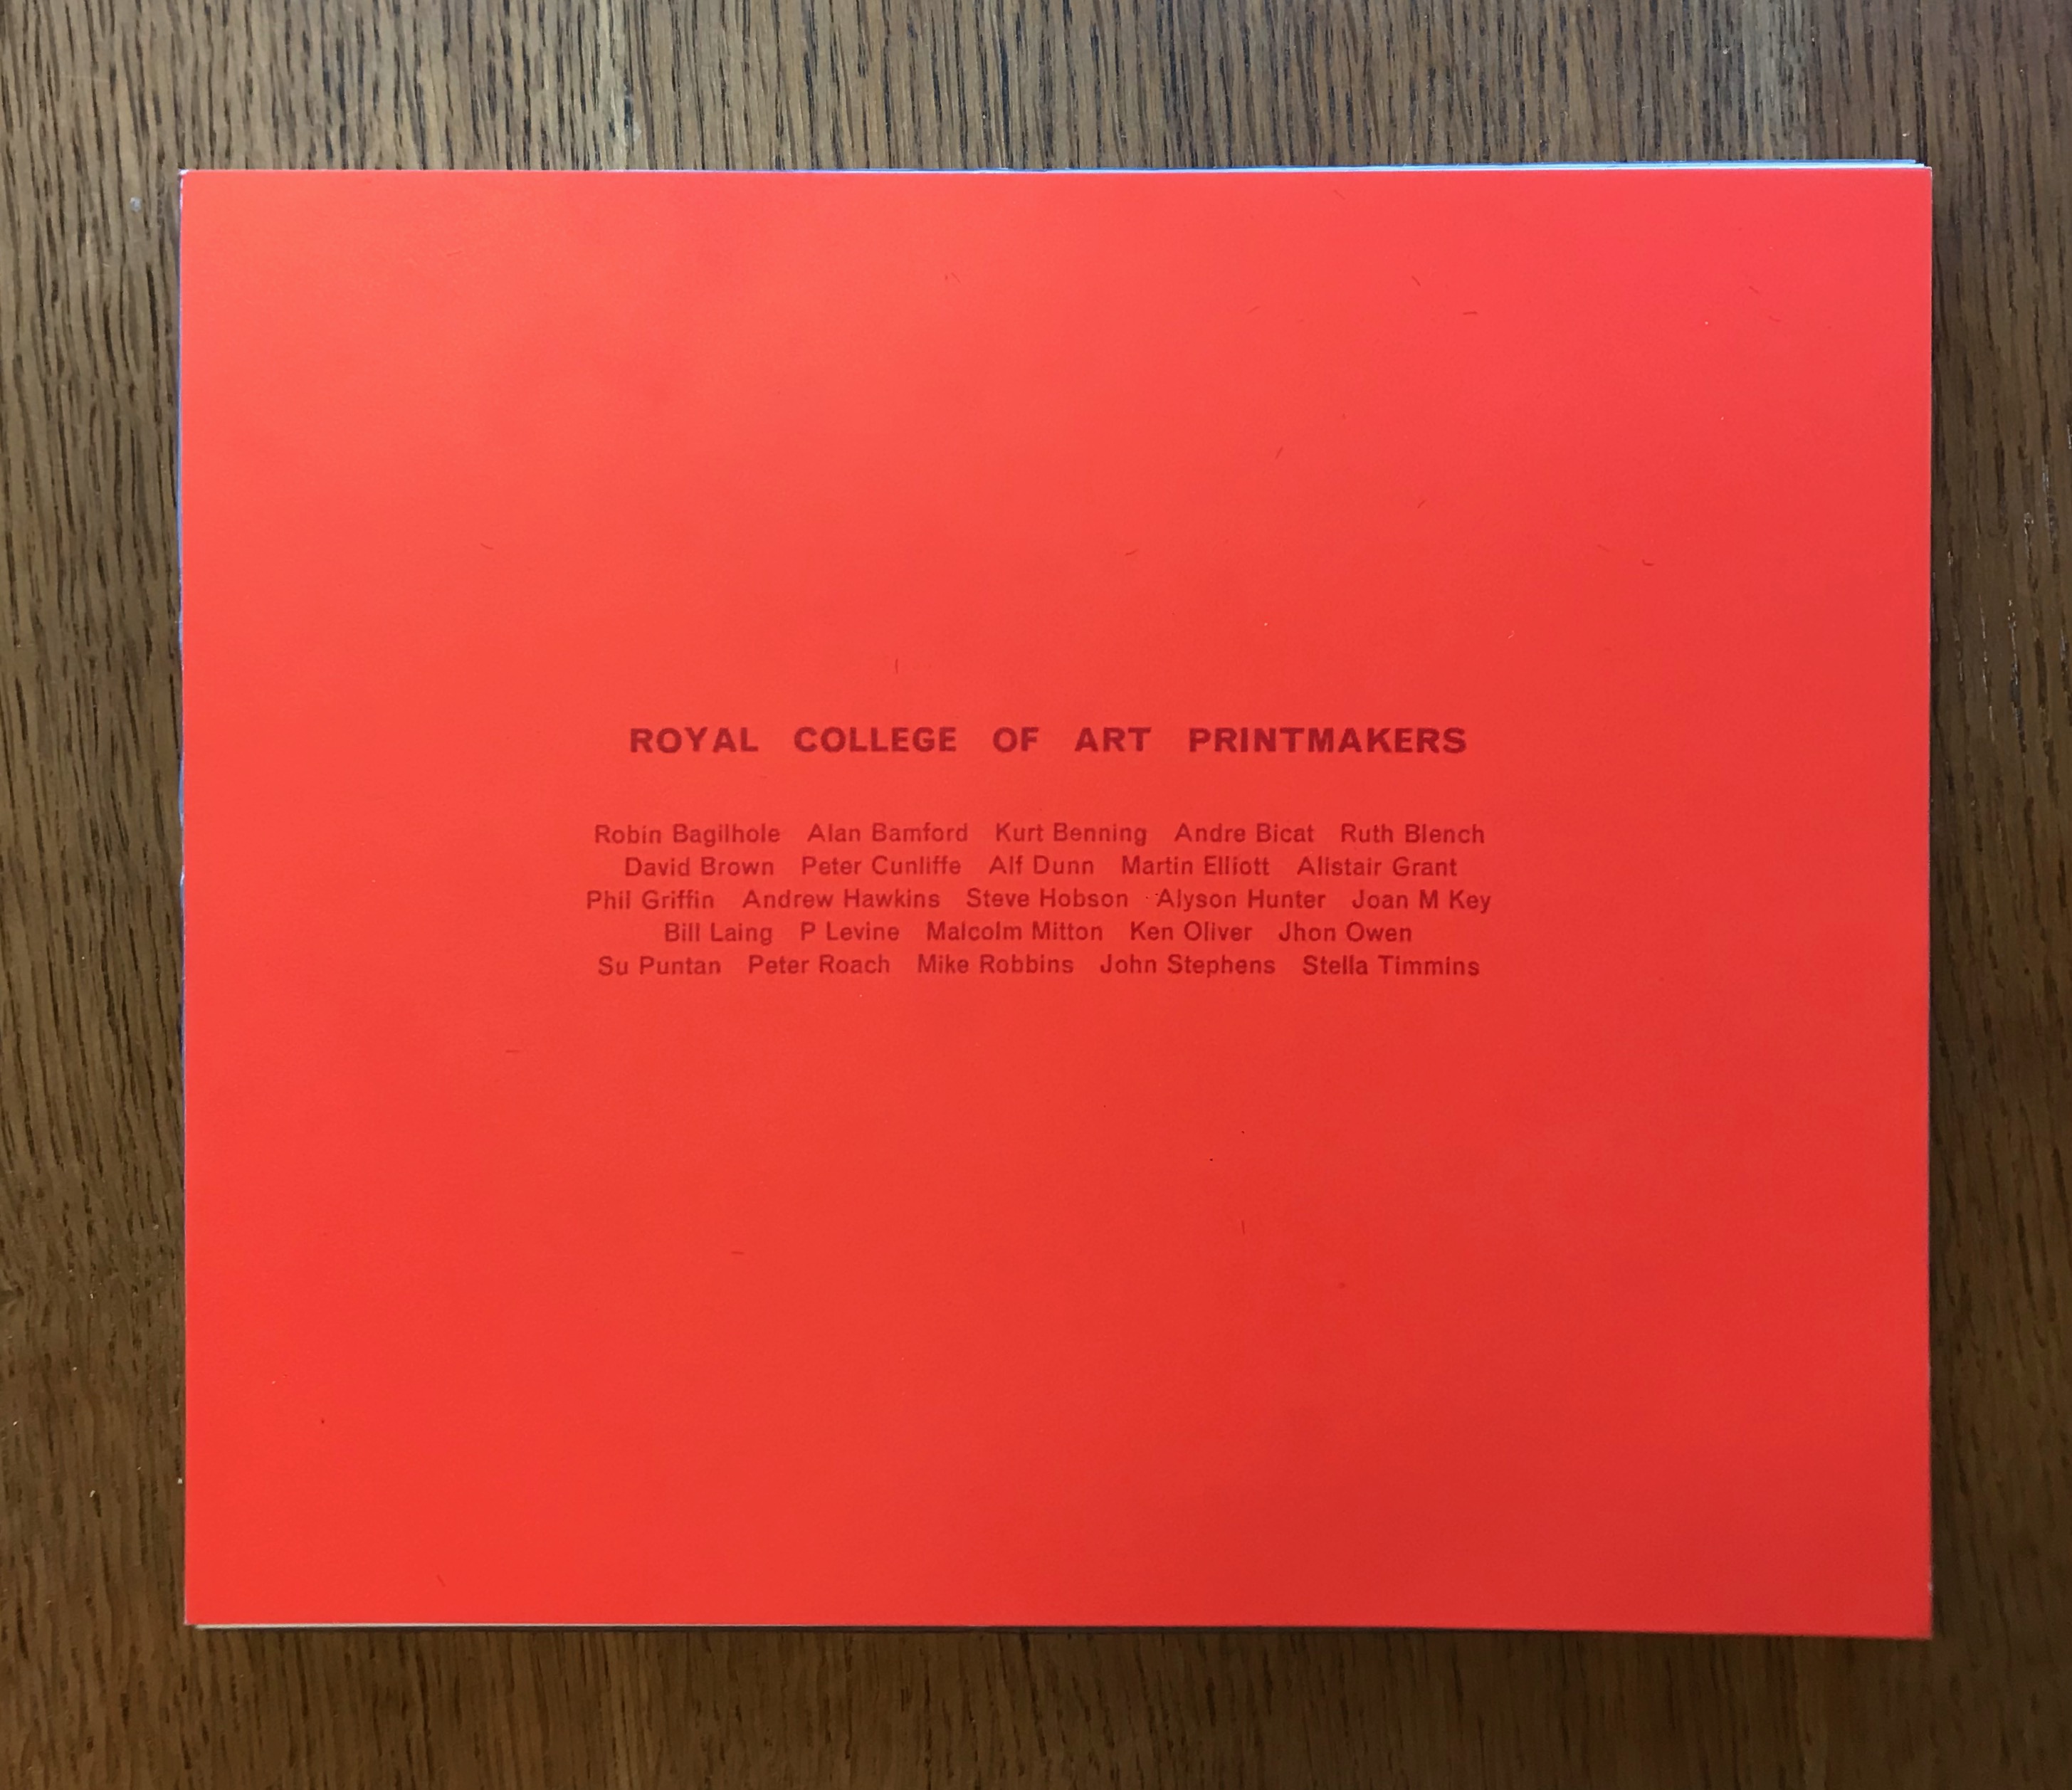 ROYAL COLLEGE OF ART PRINTMAKERS
Robin Bagilhole Alan Bamford Kurt Benning Andre Bicat Ruth Blench
David Brown Peter Cunliffe Alf Dunn Martin Elliott Alistair Grant
Phil Griffin Andrew Hawkins Steve Hobson Alyson Hunter Joan M Key
Bill Laing P Levine Malcolm Mitton Ken Oliver Jhon Owen
Su Puntan Peter Roach Mike Robbins John Stephens Stella Timmins